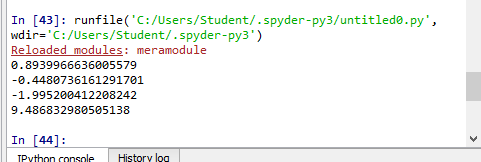 In [43]: runfile('C:/Users/Student/.spyder-py3/untitled0.py',
wdir='C:/Users/Student/.spyder-py3')
Reloaded modules: meramodule
0.8939966636005579
-0.4480736161291701
-1.995200412208242
9.486832980505138
In [44]:
IPython console History log